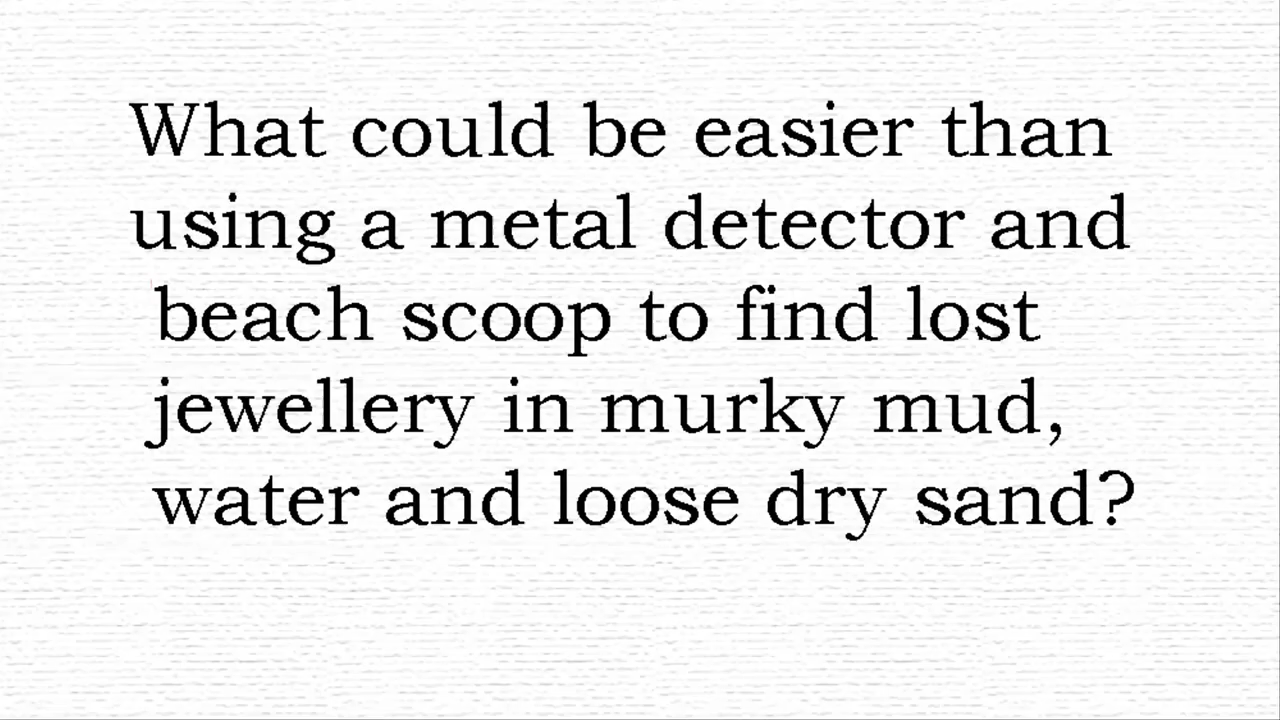 What could be easier than
using a metal detector and
beach scoop to find lost
jewellery in murky mud,
water and loose dry sand?